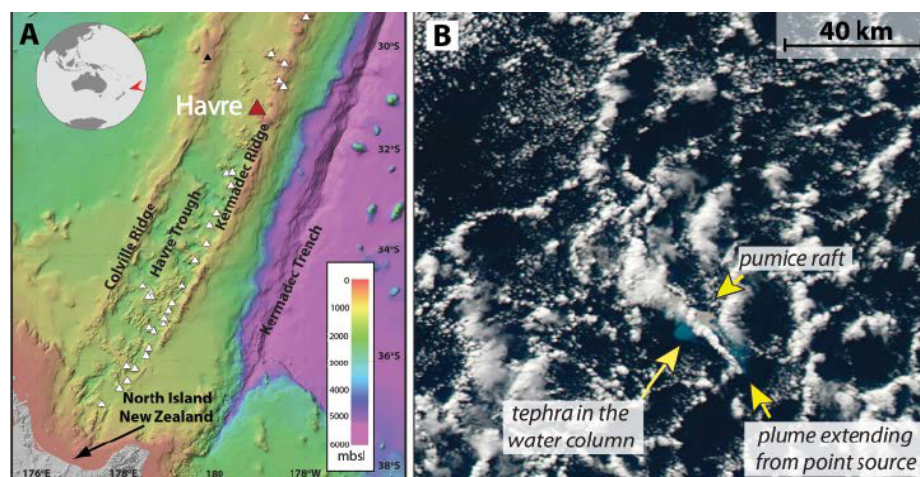 A
30°S
Havre
32°S
Colville Ridge
Havre Trough
Kermadec Ridge
34°S
Kermadec Trench
0
1000
2000
3000
4000
5000
6000
mbsl
36°S
North Island
New Zealand
176°E
178°E
180
178°W
38°S
B
40 km
pumice raft
tephra in the
water column
plume extending
from point source